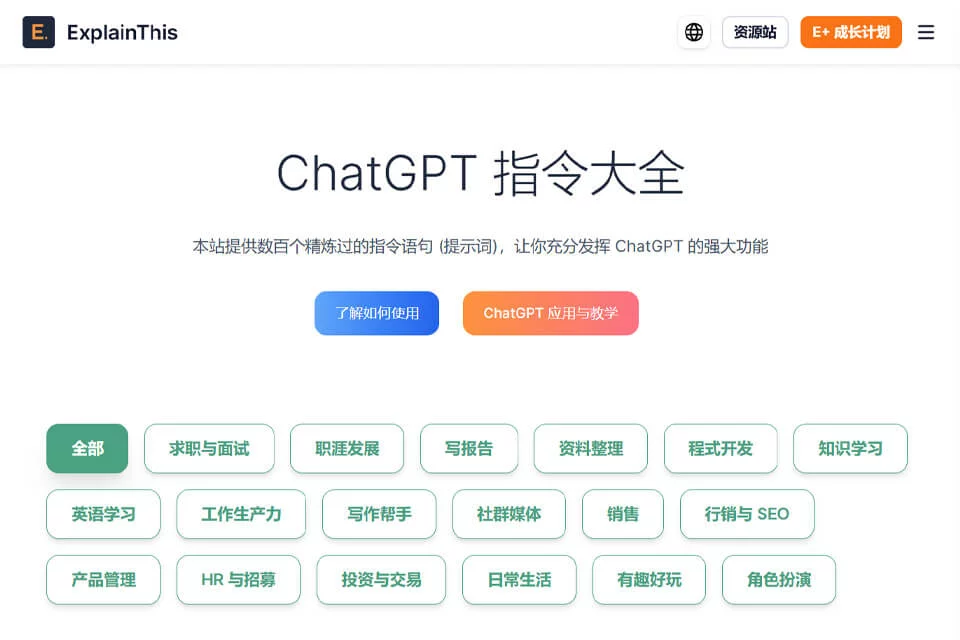 E. ExplainThis 资源站 E+ 成长计划
ChatGPT 指令大全
本站提供数百个精炼过的指令语句 (提示词)，让你充分发挥 ChatGPT 的强大功能
了解如何使用 ChatGPT 应用与教学
全部 求职与面试 职涯发展 写报告 资料整理 程式开发 知识学习
英语学习 工作生产力 写作帮手 社群媒体 销售 行销与 SEO
产品管理 HR 与招募 投资与交易 日常生活 有趣好玩 角色扮演